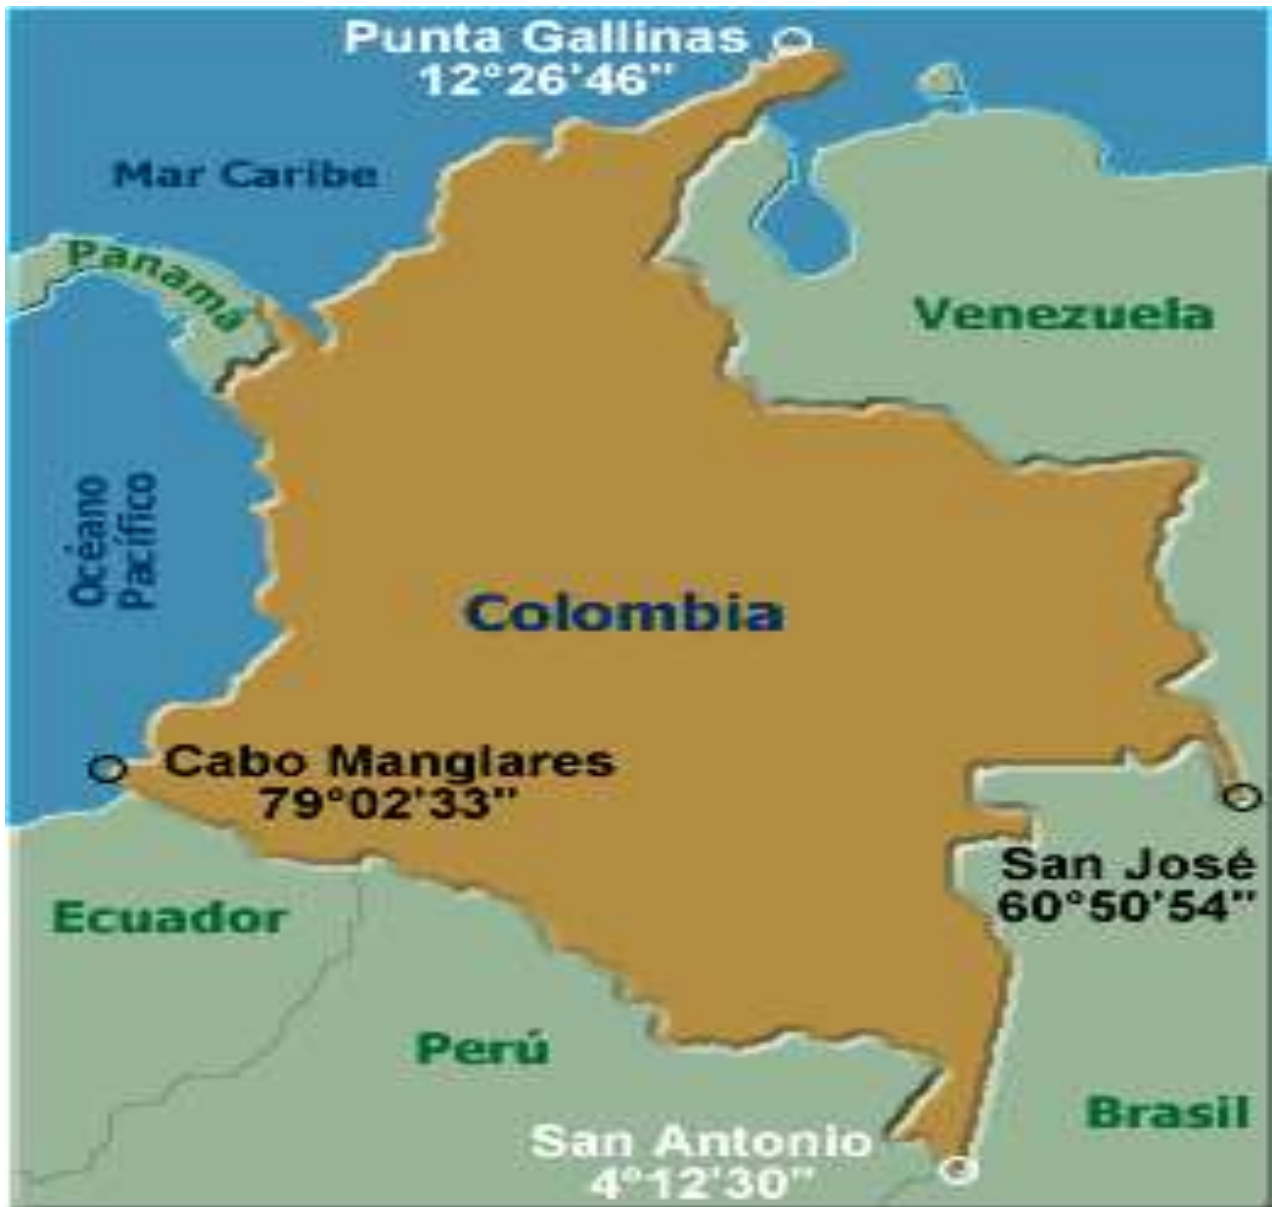 Punta Gallinas
12°26'46"
Mar Caribe
Panamá
Venezuela
Océano
Pacífico
Colombia
Cabo Manglares
79°02'33"
San José
60°50'54"
Ecuador
Perú
Brasil
San Antonio
4°12'30"